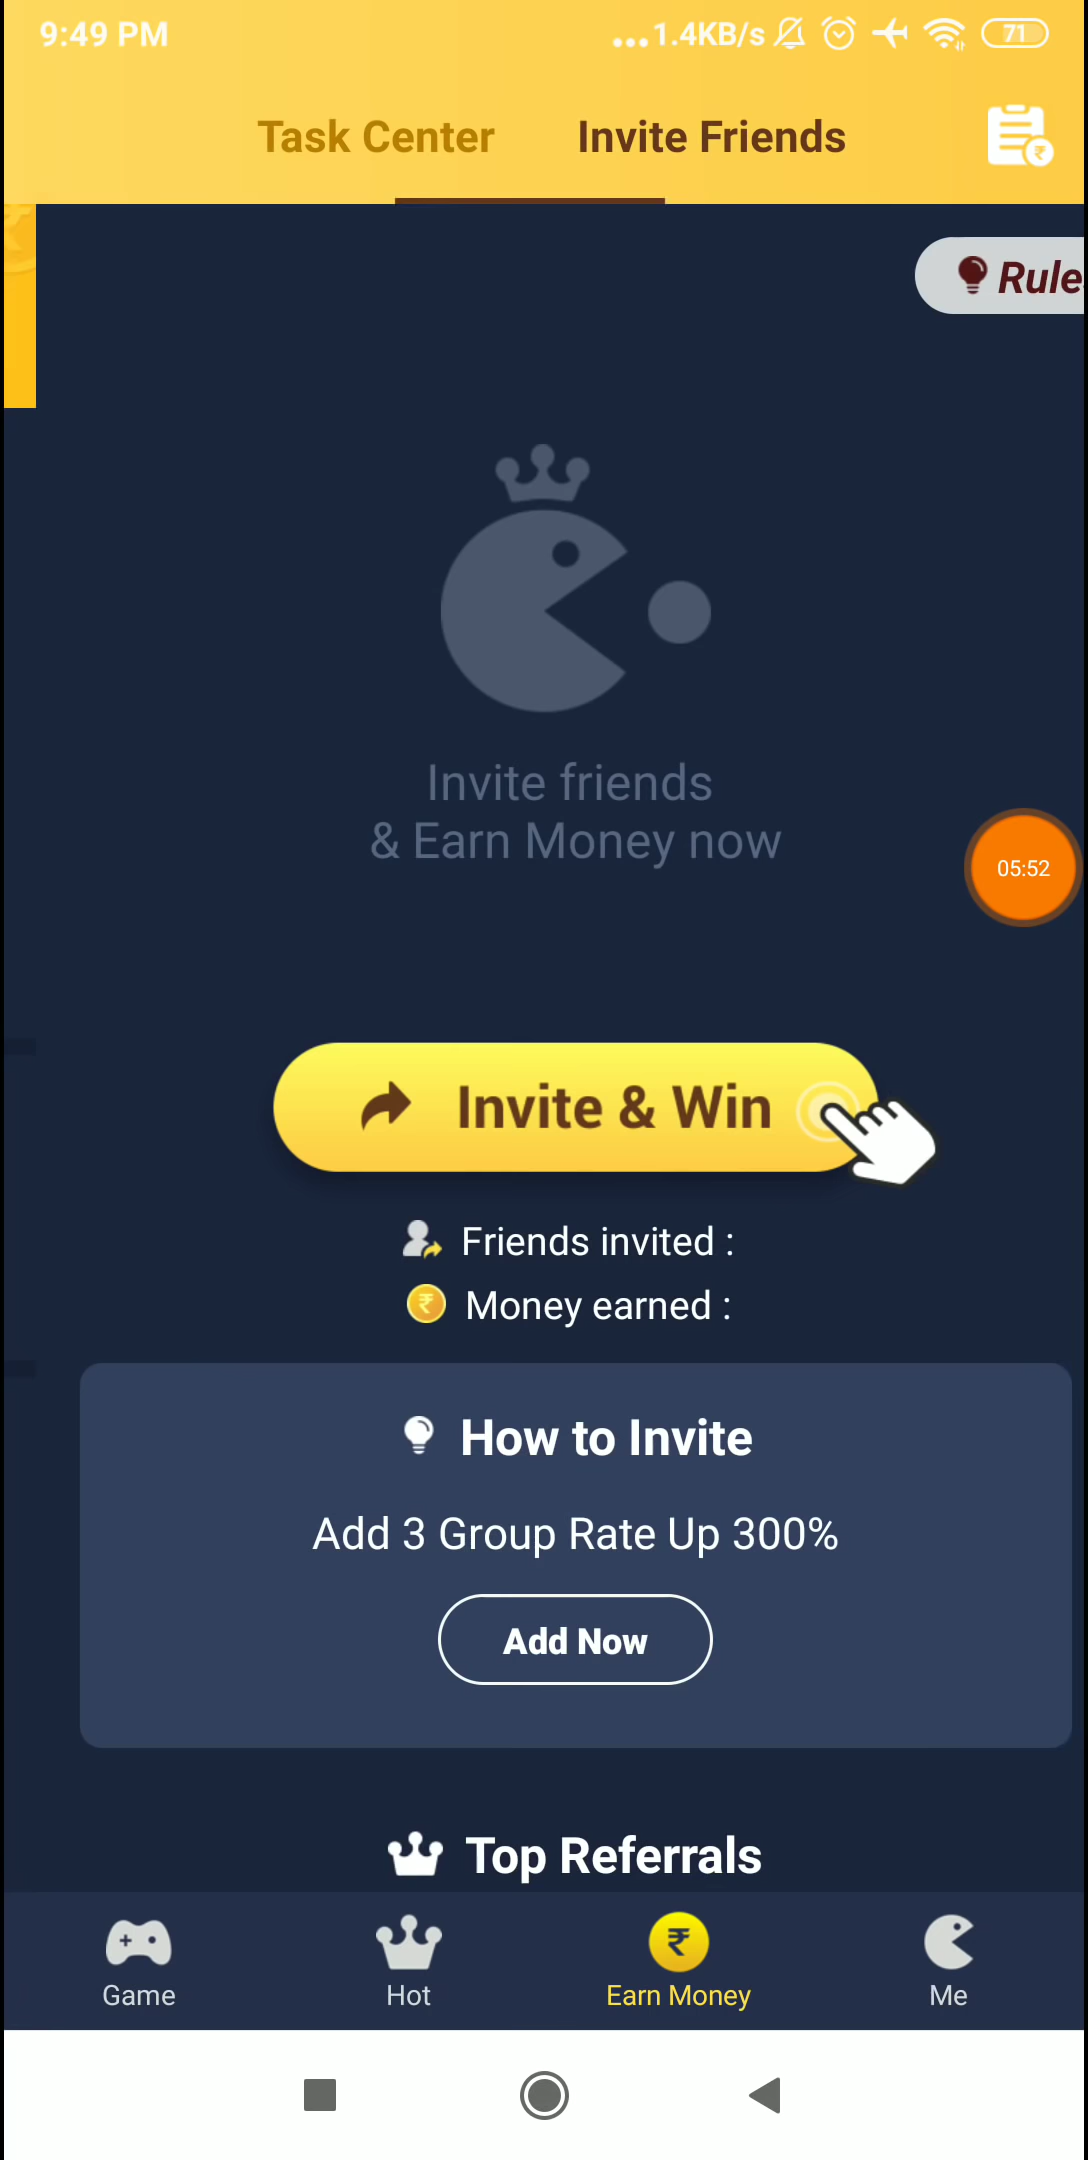 9:49 PM
...1.4KB/s
71
Task Center
Invite Friends
₹
Rule
Invite friends
& Earn Money now
05:52
Invite & Win
Friends invited :
₹ Money earned :
How to Invite
Add 3 Group Rate Up 300%
Add Now
Top Referrals
₹
Game
Hot
Earn Money
Me